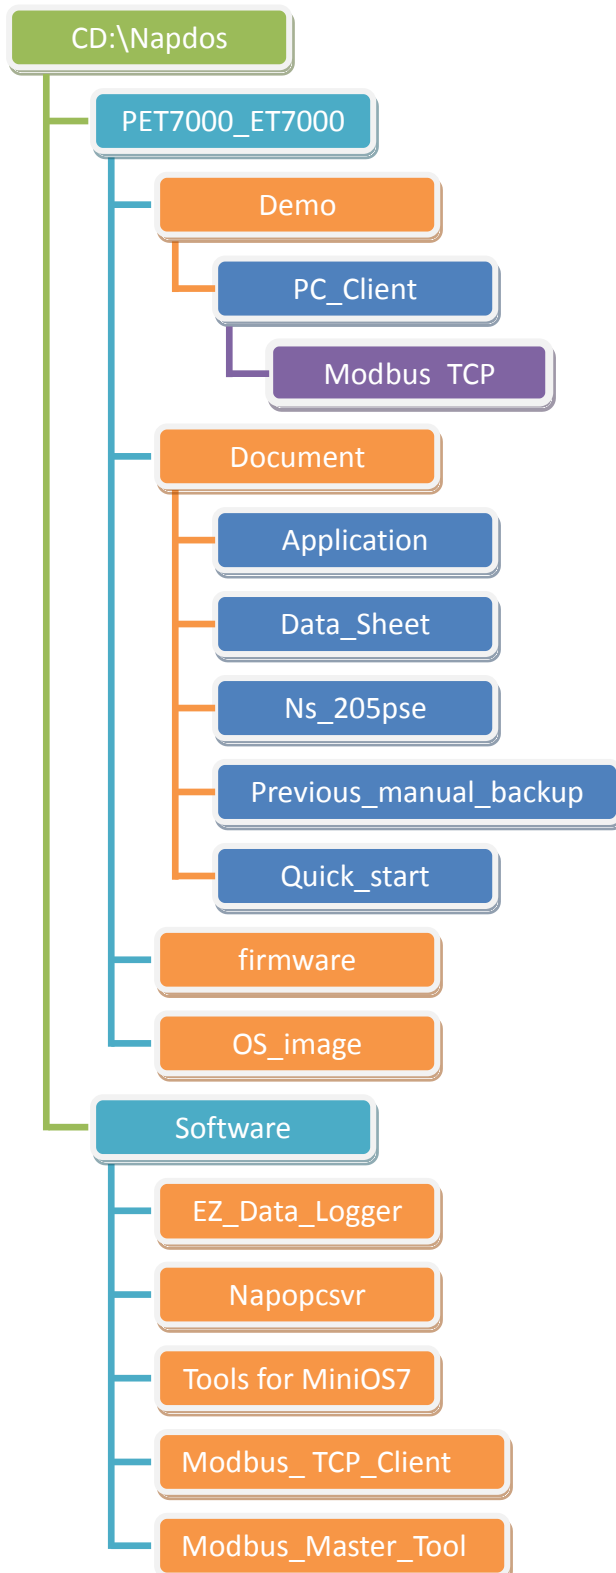 CD:\Napdos
PET7000_ET7000
Demo
PC_Client
Modbus TCP
Document
Application
Data_Sheet
Ns_205pse
Previous_manual_backup
Quick_start
firmware
OS_image
Software
EZ_Data_Logger
Napopcsvr
Tools for MiniOS7
Modbus_ TCP_Client
Modbus_Master_Tool